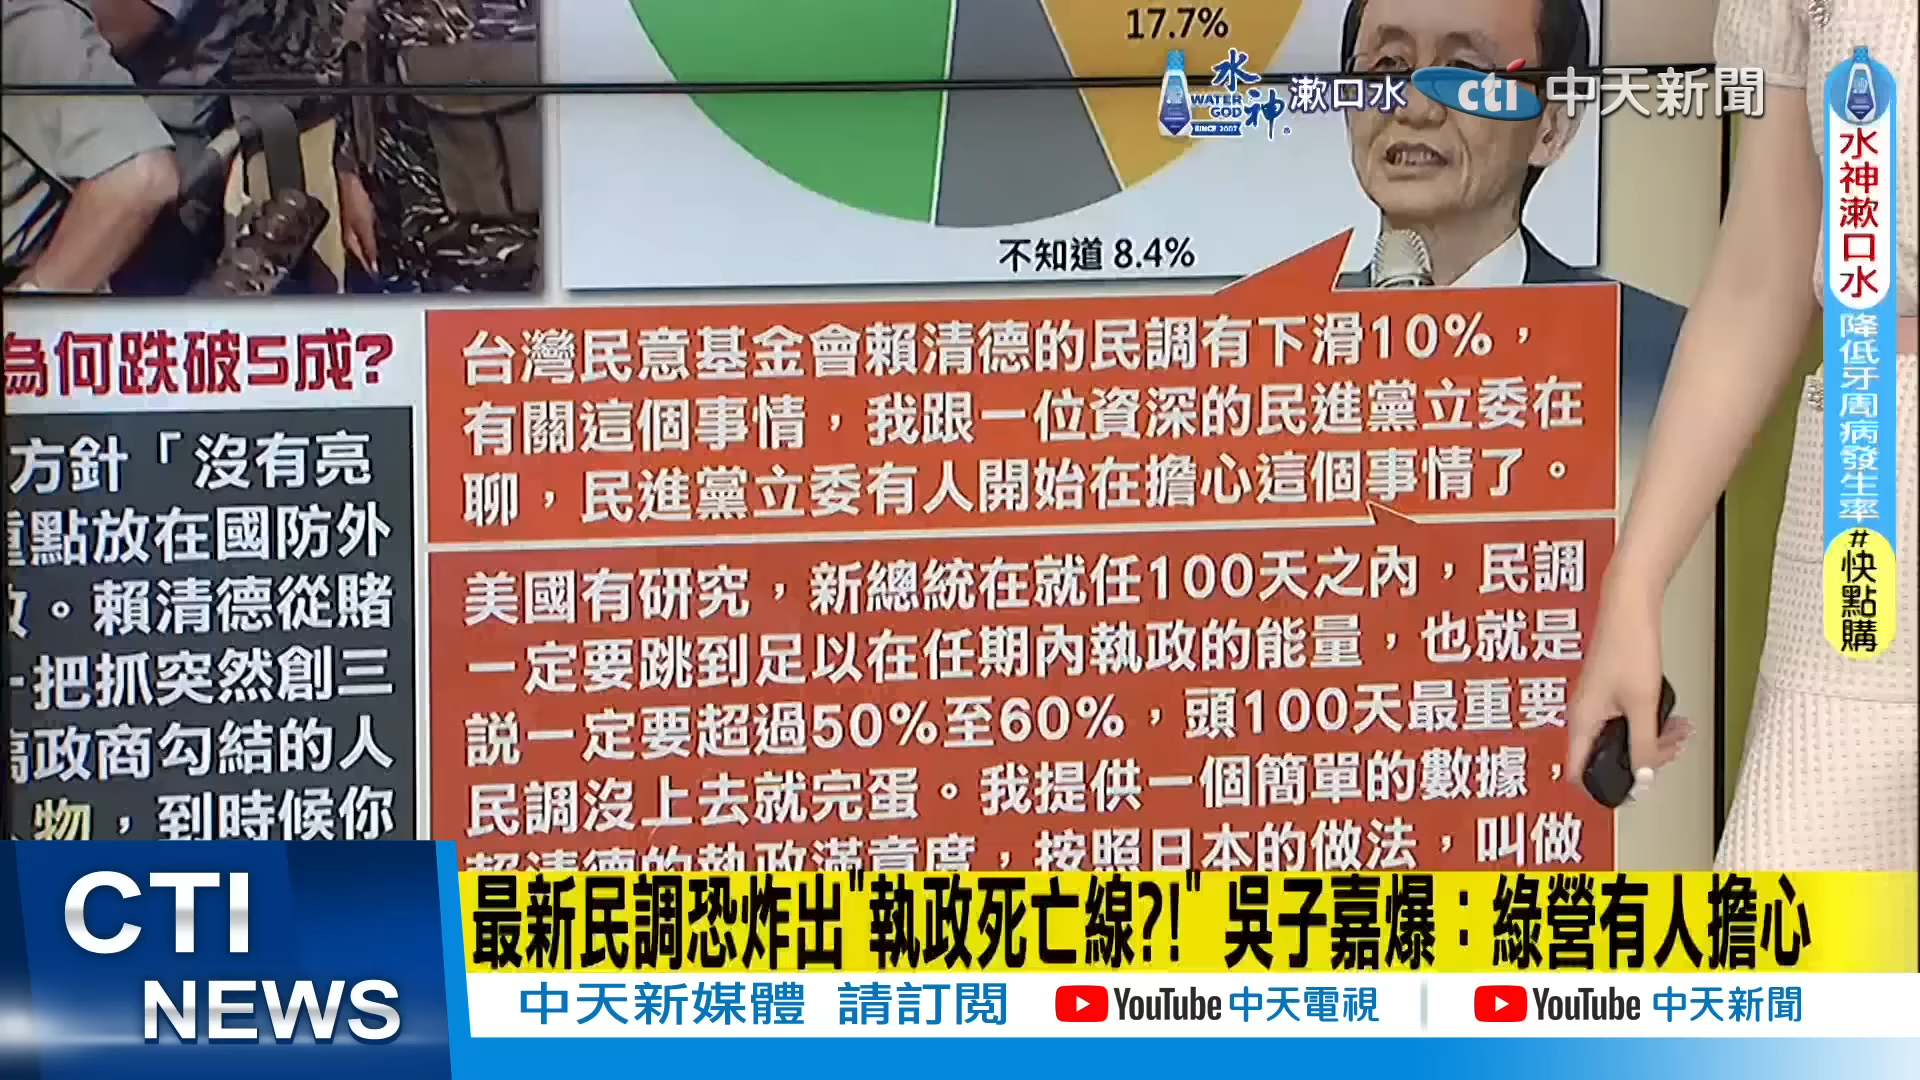 17.7%
不知道 8.4%
水神
WATER GOD
SINCE 2007
漱口水
cti 中天新聞
水神漱口水
降低牙周病發生率
#快點購
為何跌破5成?
方針「沒有亮
重點放在國防外
。賴清德從賭
一把抓突然創三
搞政商勾結的人
物,到時候你
台灣民意基金會賴清德的民調有下滑10%,
有關這個事情,我跟一位資深的民進黨立委在
聊,民進黨立委有人開始在擔心這個事情了。
美國有研究,新總統在就任100天之內,民調
一定要跳到足以在任期內執政的能量,也就是
説一定要超過50%至60%,頭100天最重要
民調沒上去就完蛋。我提供一個簡單的數據,
賴清德的執政滿意度,按照日本的做法,叫做
CTI NEWS
最新民調恐炸出"執政死亡線?!" 吳子嘉爆:綠營有人擔心
中天新媒體 請訂閱 YouTube 中天電視 YouTube 中天新聞